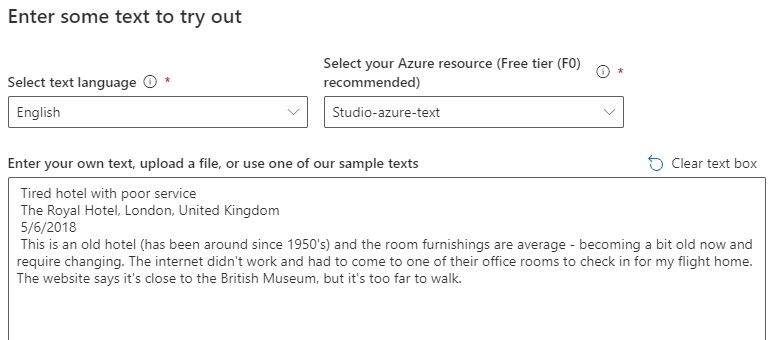 Enter some text to try out
Select text language * 
Select your Azure resource (Free tier (F0)
recommended) *
English
Studio-azure-text
Enter your own text, upload a file, or use one of our sample texts
Clear text box
Tired hotel with poor service
The Royal Hotel, London, United Kingdom
5/6/2018
This is an old hotel (has been around since 1950's) and the room furnishings are average - becoming a bit old now and
require changing. The internet didn't work and had to come to one of their office rooms to check in for my flight home.
The website says it's close to the British Museum, but it's too far to walk.